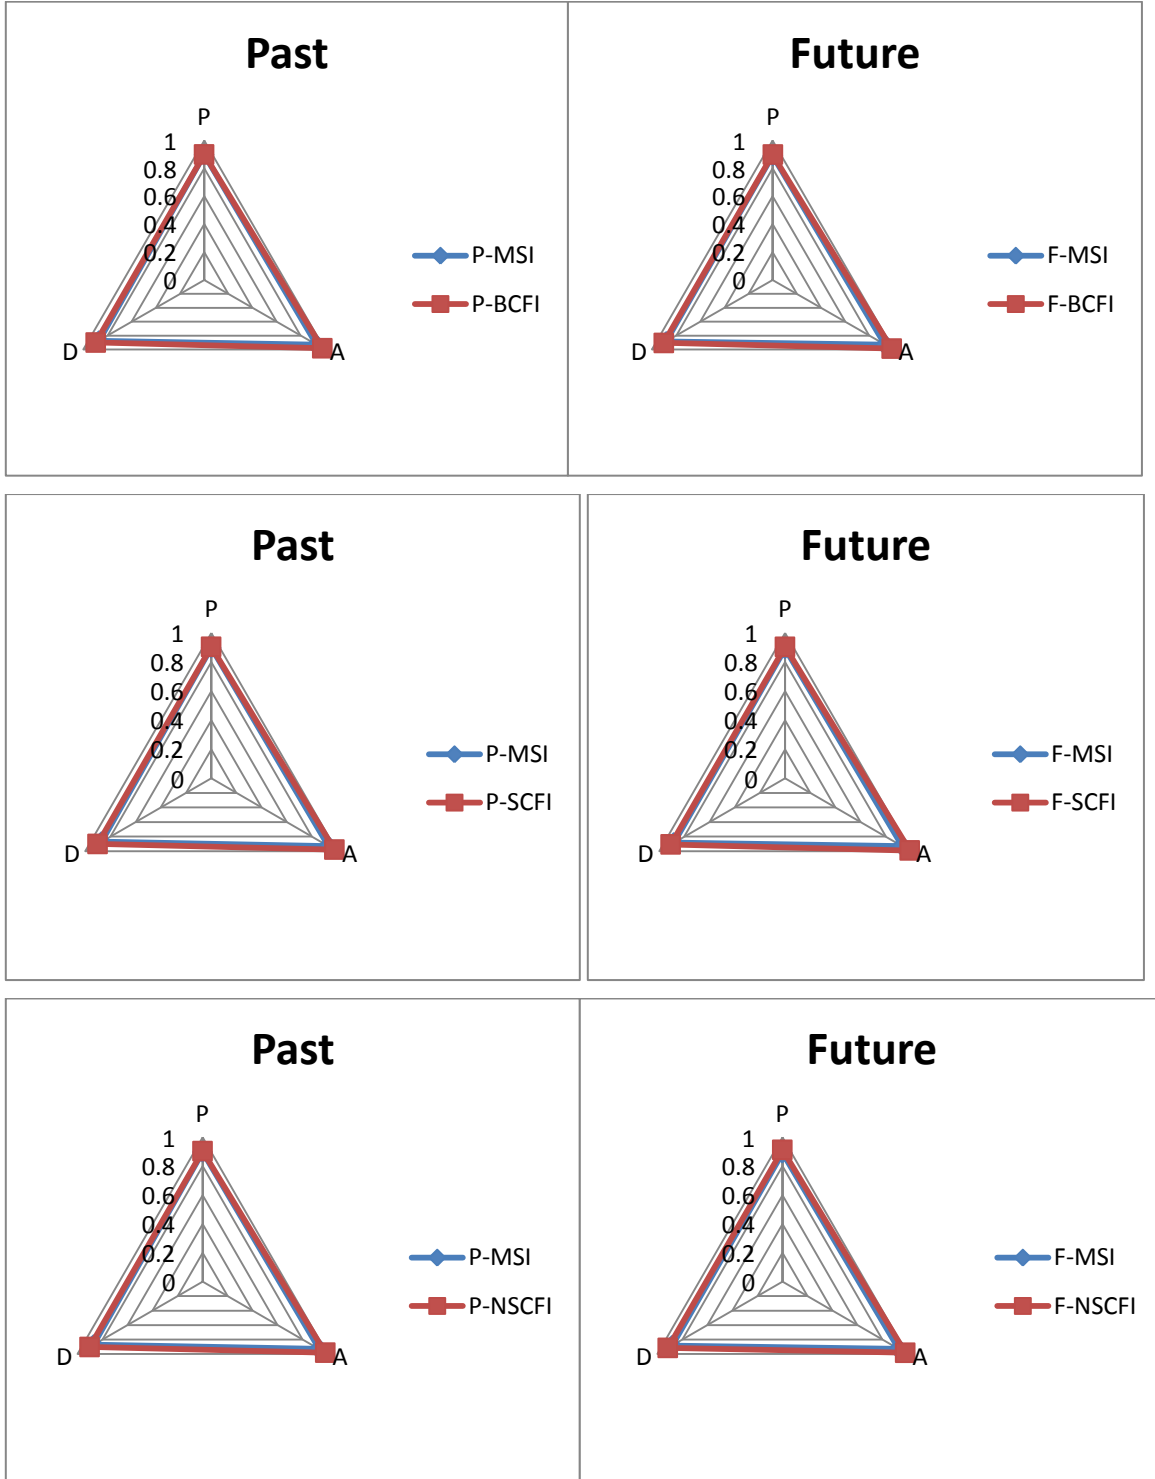 Past
P
1
0.8
0.6
0.4
0.2
0
D
A
P-MSI
P-BCFI
Future
P
1
0.8
0.6
0.4
0.2
0
D
A
F-MSI
F-BCFI
Past
P
1
0.8
0.6
0.4
0.2
0
D
A
P-MSI
P-SCFI
Future
P
1
0.8
0.6
0.4
0.2
0
D
A
F-MSI
F-SCFI
Past
P
1
0.8
0.6
0.4
0.2
0
D
A
P-MSI
P-NSCFI
Future
P
1
0.8
0.6
0.4
0.2
0
D
A
F-MSI
F-NSCFI